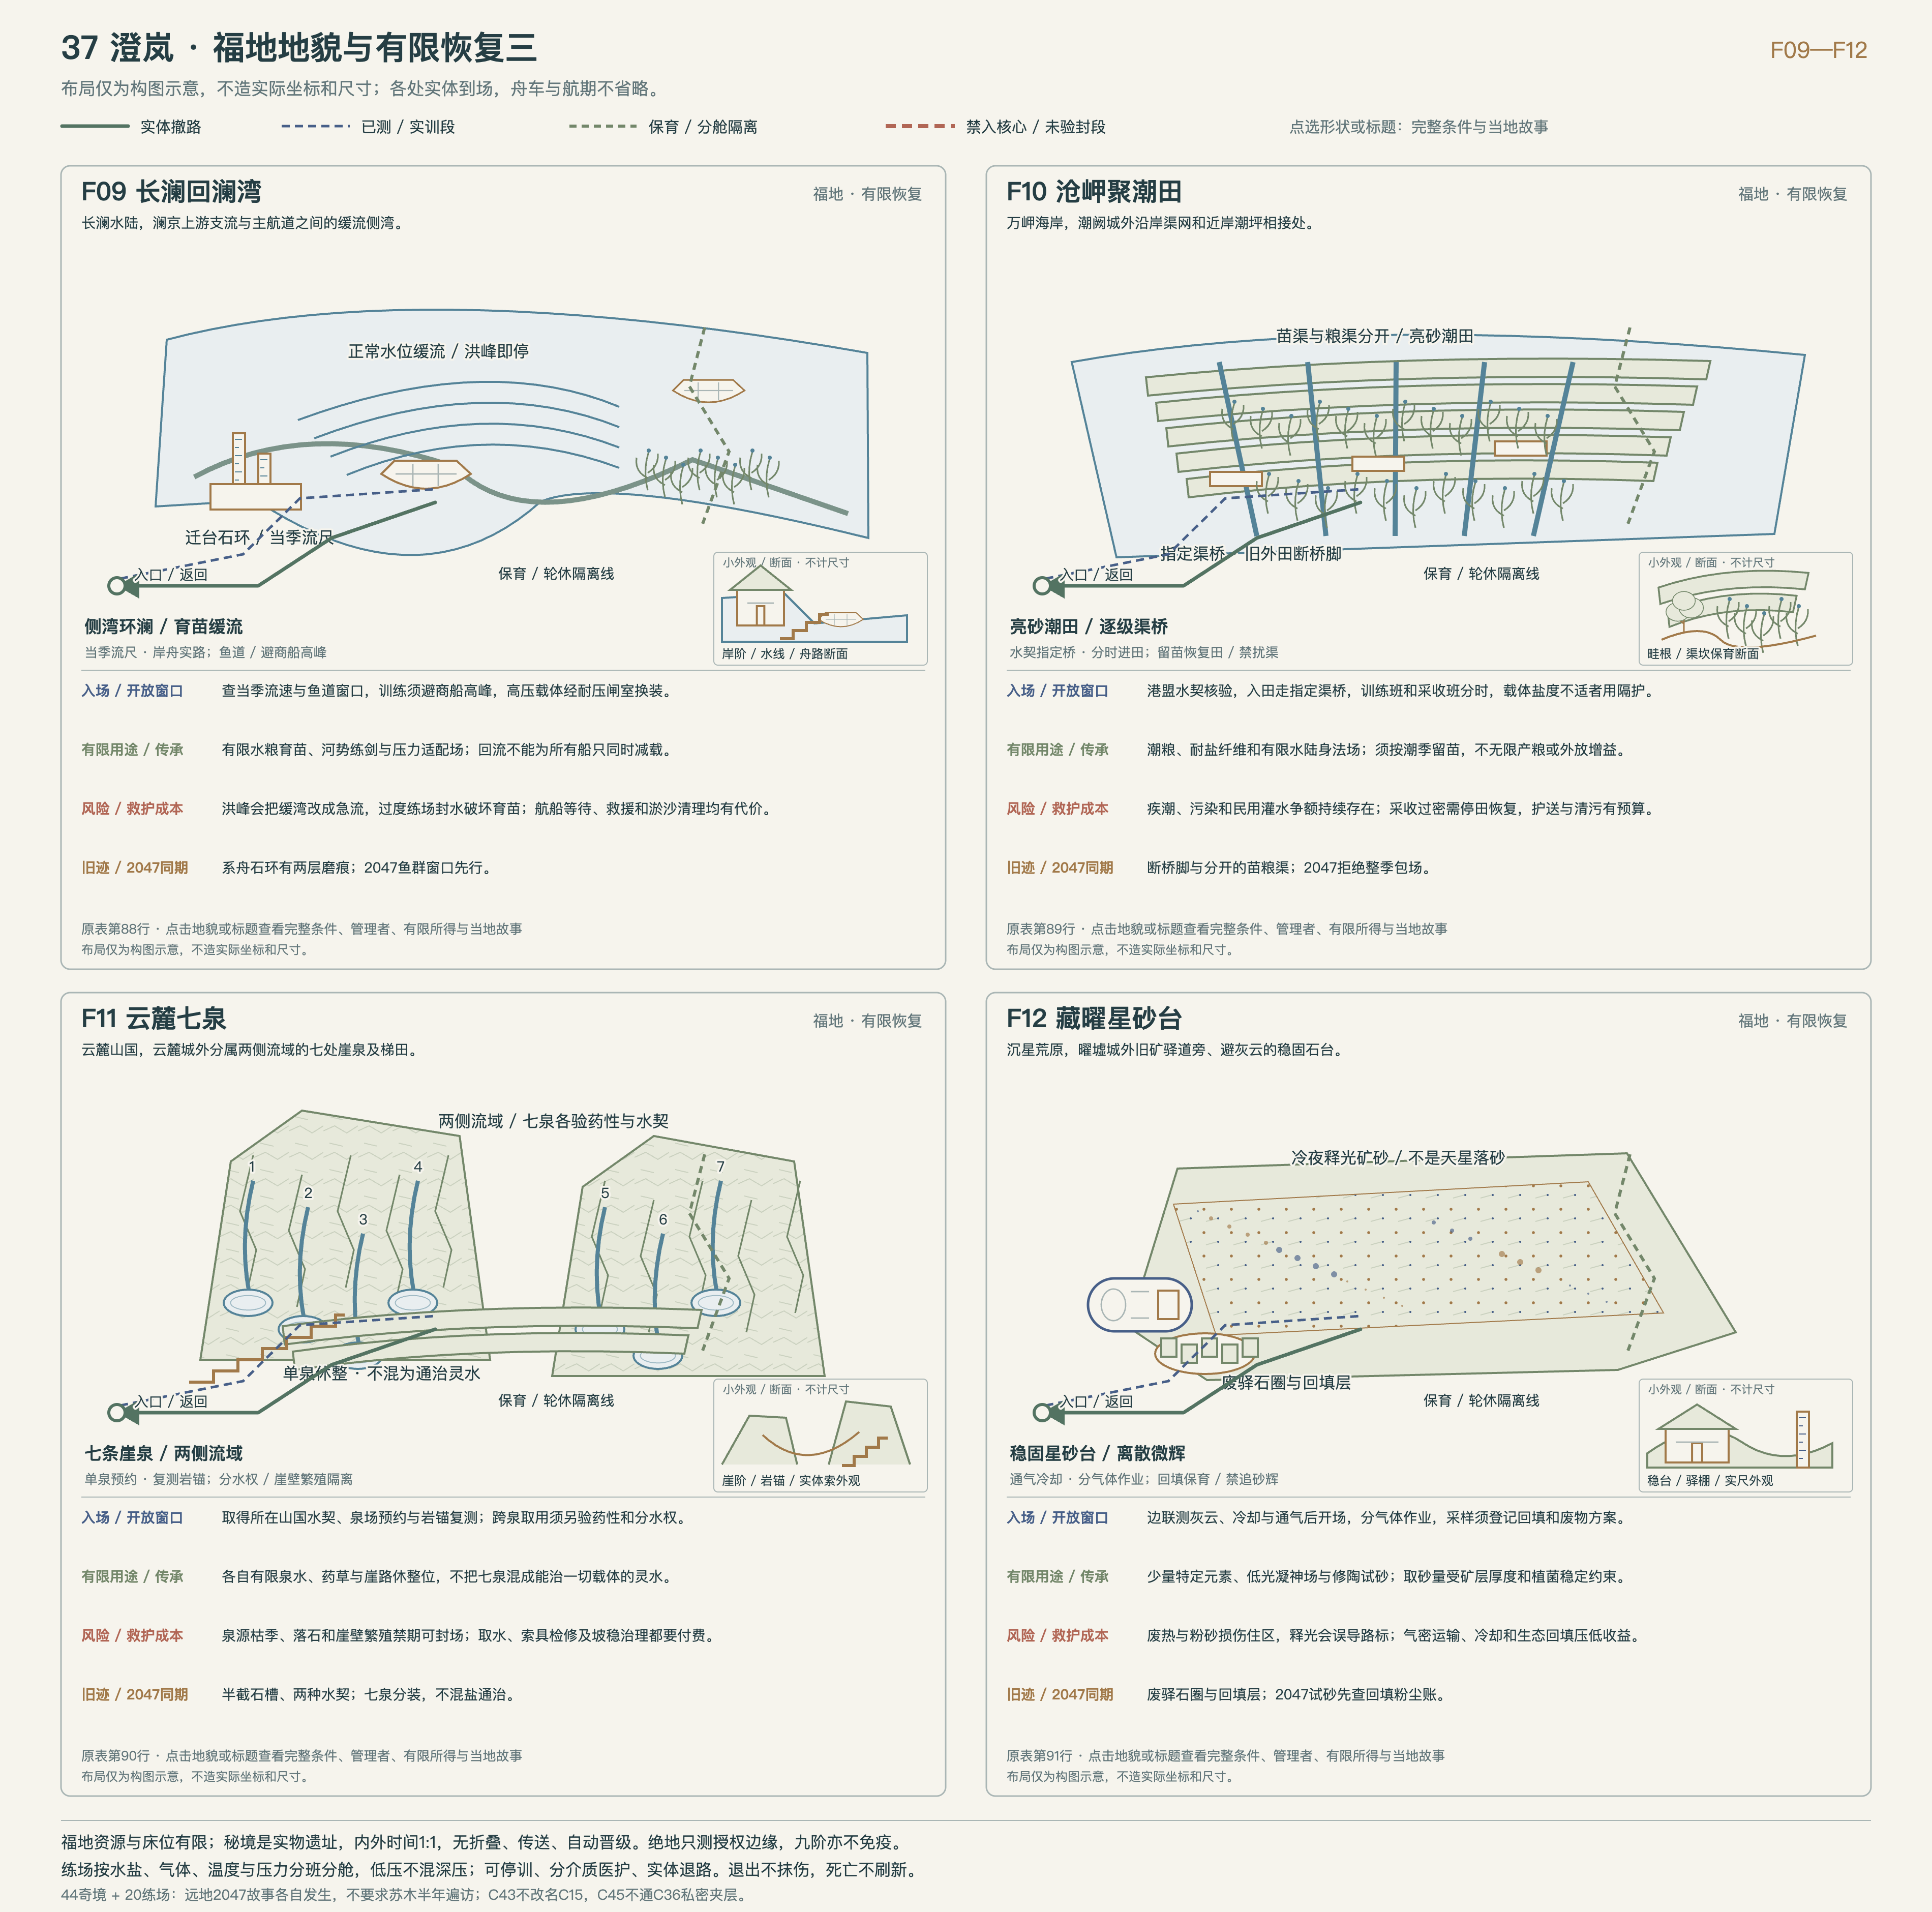 37 澄岚 · 福地地貌与有限恢复三
F09—F12
布局仅为构图示意，不造实际坐标和尺寸；各处实体到场，舟车与航期不省略。
实体撤路
已测 / 实训段
保育 / 分舱隔离
禁入核心 / 未验封段
点选形状或标题：完整条件与当地故事
F09 长澜回澜湾
福地 · 有限恢复
长澜水陆，澜京上游支流与主航道之间的缓流侧湾。
正常水位缓流 / 洪峰即停
迁台石环 / 当季流尺
入口 / 返回
保育 / 轮休隔离线
小外观 / 断面 · 不计尺寸
岸阶 / 水线 / 舟路断面
侧湾环澜 / 育苗缓流
当季流尺 · 岸舟实路；鱼道 / 避商船高峰
入场 / 开放窗口
查当季流速与鱼道窗口，训练须避商船高峰，高压载体经耐压闸室换装。
有限用途 / 传承
有限水粮育苗、河势练剑与压力适配场；回流不能为所有船只同时减载。
风险 / 救护成本
洪峰会把缓湾改成急流，过度练场封水破坏育苗；航船等待、救援和淤沙清理均有代价。
旧迹 / 2047同期
系舟石环有两层磨痕；2047鱼群窗口先行。
原表第88行 · 点击地貌或标题查看完整条件、管理者、有限所得与当地故事
布局仅为构图示意，不造实际坐标和尺寸。
F10 沧岬聚潮田
福地 · 有限恢复
万岬海岸，潮阙城外沿岸渠网和近岸潮坪相接处。
苗渠与粮渠分开 / 亮砂潮田
指定渠桥—旧外田断桥脚
入口 / 返回
保育 / 轮休隔离线
小外观 / 断面 · 不计尺寸
畦根 / 渠坎保育断面
亮砂潮田 / 逐级渠桥
水契指定桥 · 分时进田；留苗恢复田 / 禁扰渠
入场 / 开放窗口
港盟水契核验，入田走指定渠桥，训练班和采收班分时，载体盐度不适者用隔护。
有限用途 / 传承
潮粮、耐盐纤维和有限水陆身法场；须按潮季留苗，不无限产粮或外放增益。
风险 / 救护成本
疾潮、污染和民用灌水争额持续存在；采收过密需停田恢复，护送与清污有预算。
旧迹 / 2047同期
断桥脚与分开的苗粮渠；2047拒绝整季包场。
原表第89行 · 点击地貌或标题查看完整条件、管理者、有限所得与当地故事
布局仅为构图示意，不造实际坐标和尺寸。
F11 云麓七泉
福地 · 有限恢复
云麓山国，云麓城外分属两侧流域的七处崖泉及梯田。
两侧流域 / 七泉各验药性与水契
1
2
3
4
5
6
7
单泉休整 · 不混为通治灵水
入口 / 返回
保育 / 轮休隔离线
小外观 / 断面 · 不计尺寸
崖阶 / 岩锚 / 实体索外观
七条崖泉 / 两侧流域
单泉预约 · 复测岩锚；分水权 / 崖壁繁殖隔离
入场 / 开放窗口
取得所在山国水契、泉场预约与岩锚复测；跨泉取用须另验药性和分水权。
有限用途 / 传承
各自有限泉水、药草与崖路休整位，不把七泉混成能治一切载体的灵水。
风险 / 救护成本
泉源枯季、落石和崖壁繁殖禁期可封场；取水、索具检修及坡稳治理都要付费。
旧迹 / 2047同期
半截石槽、两种水契；七泉分装，不混盐通治。
原表第90行 · 点击地貌或标题查看完整条件、管理者、有限所得与当地故事
布局仅为构图示意，不造实际坐标和尺寸。
F12 藏曜星砂台
福地 · 有限恢复
沉星荒原，曜墟城外旧矿驿道旁、避灰云的稳固石台。
冷夜释光矿砂 / 不是天星落砂
废驿石圈与回填层
入口 / 返回
保育 / 轮休隔离线
小外观 / 断面 · 不计尺寸
稳台 / 驿棚 / 实尺外观
稳固星砂台 / 离散微辉
通气冷却 · 分气体作业；回填保育 / 禁追砂辉
入场 / 开放窗口
边联测灰云、冷却与通气后开场，分气体作业，采样须登记回填和废物方案。
有限用途 / 传承
少量特定元素、低光凝神场与修陶试砂；取砂量受矿层厚度和植菌稳定约束。
风险 / 救护成本
废热与粉砂损伤住区，释光会误导路标；气密运输、冷却和生态回填压低收益。
旧迹 / 2047同期
废驿石圈与回填层；2047试砂先查回填粉尘账。
原表第91行 · 点击地貌或标题查看完整条件、管理者、有限所得与当地故事
布局仅为构图示意，不造实际坐标和尺寸。
福地资源与床位有限；秘境是实物遗址，内外时间1:1，无折叠、传送、自动晋级。绝地只测授权边缘，九阶亦不免疫。
练场按水盐、气体、温度与压力分班分舱，低压不混深压；可停训、分介质医护、实体退路。退出不抹伤，死亡不刷新。
44奇境 + 20练场：远地2047故事各自发生，不要求苏木半年遍访；C43不改名C15，C45不通C36私密夹层。